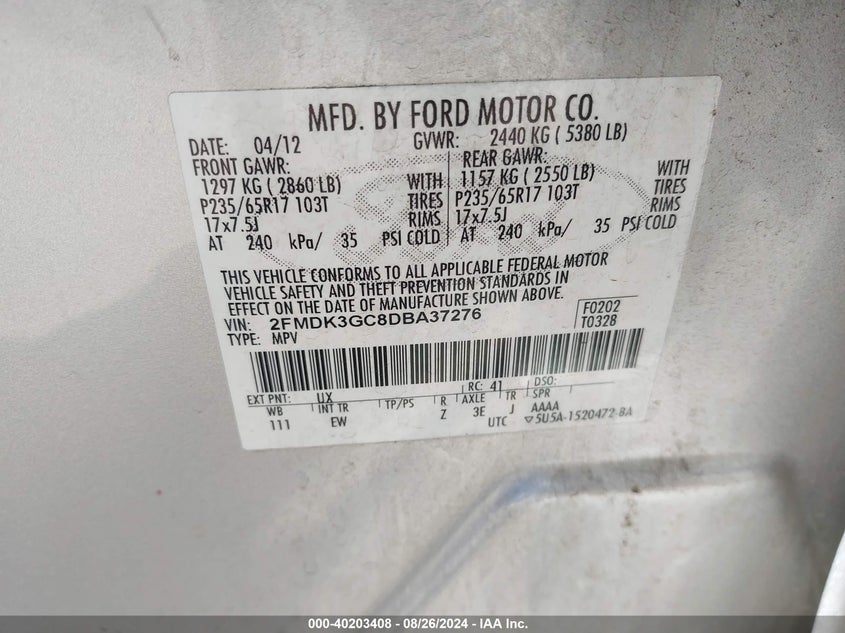 MFD. BY FORD MOTOR CO.
DATE: 04/12 GVWR: 2440 KG ( 5380 LB)
FRONT GAWR: REAR GAWR:
1297 KG ( 2860 LB) WITH 1157 KG ( 2550 LB) WITH
P235/65R17 103T TIRES P235/65R17 103T TIRES
17x7.5J RIMS 17x7.5J RIMS
AT 240 kPa/ 35 PSI COLD AT 240 kPa/ 35 PSI COLD
THIS VEHICLE CONFORMS TO ALL APPLICABLE FEDERAL MOTOR
VEHICLE SAFETY AND THEFT PREVENTION STANDARDS IN
EFFECT ON THE DATE OF MANUFACTURE SHOWN ABOVE.
VIN: 2FMDK3GC8DBA37276 F0202
TYPE: MPV T0328
EXT PNT: UX RC: 41 DSO:
WB INT TR TP/PS R AXLE TR SPR
111 EW Z 3E J AAAA
UTC ▽5U5A-1520472-BA
000-40203408 - 08/26/2024 - IAA Inc.